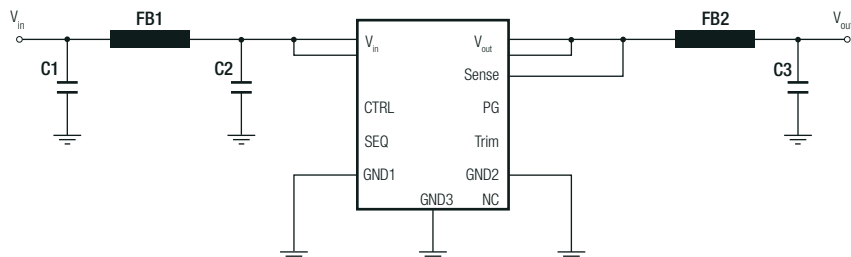 Vin
FB1
FB2
Vout
C1
C2
C3
Vin
Vout
Sense
CTRL
PG
SEQ
Trim
GND1
GND2
GND3
NC